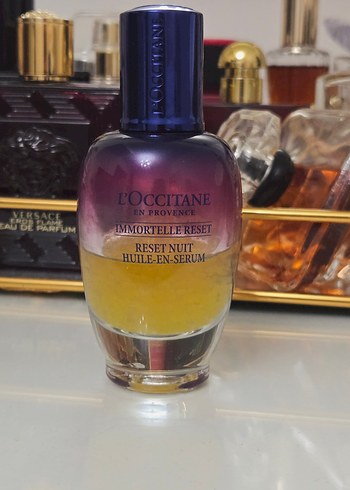 L'OCCITANE
L'OCCITANE
EN PROVENCE
IMMORTELLE RESET
RESET NUIT
HUILE-EN-SERUM
VERSACE
EROS FLAME
EAU DE PARFUM